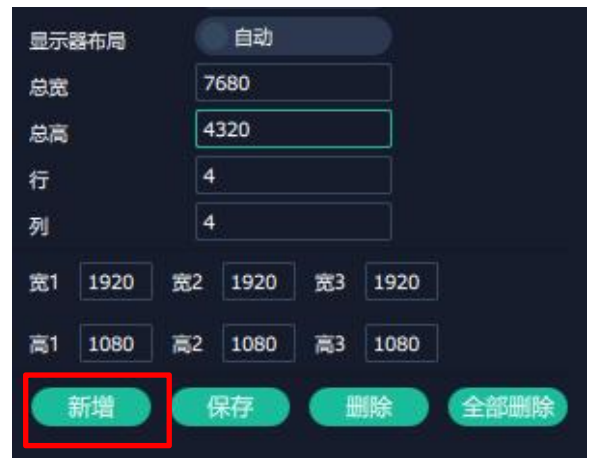 显示器布局 自动
总宽 7680
总高 4320
行 4
列 4
宽1 1920 宽2 1920 宽3 1920
高1 1080 高2 1080 高3 1080
新增 保存 删除 全部删除